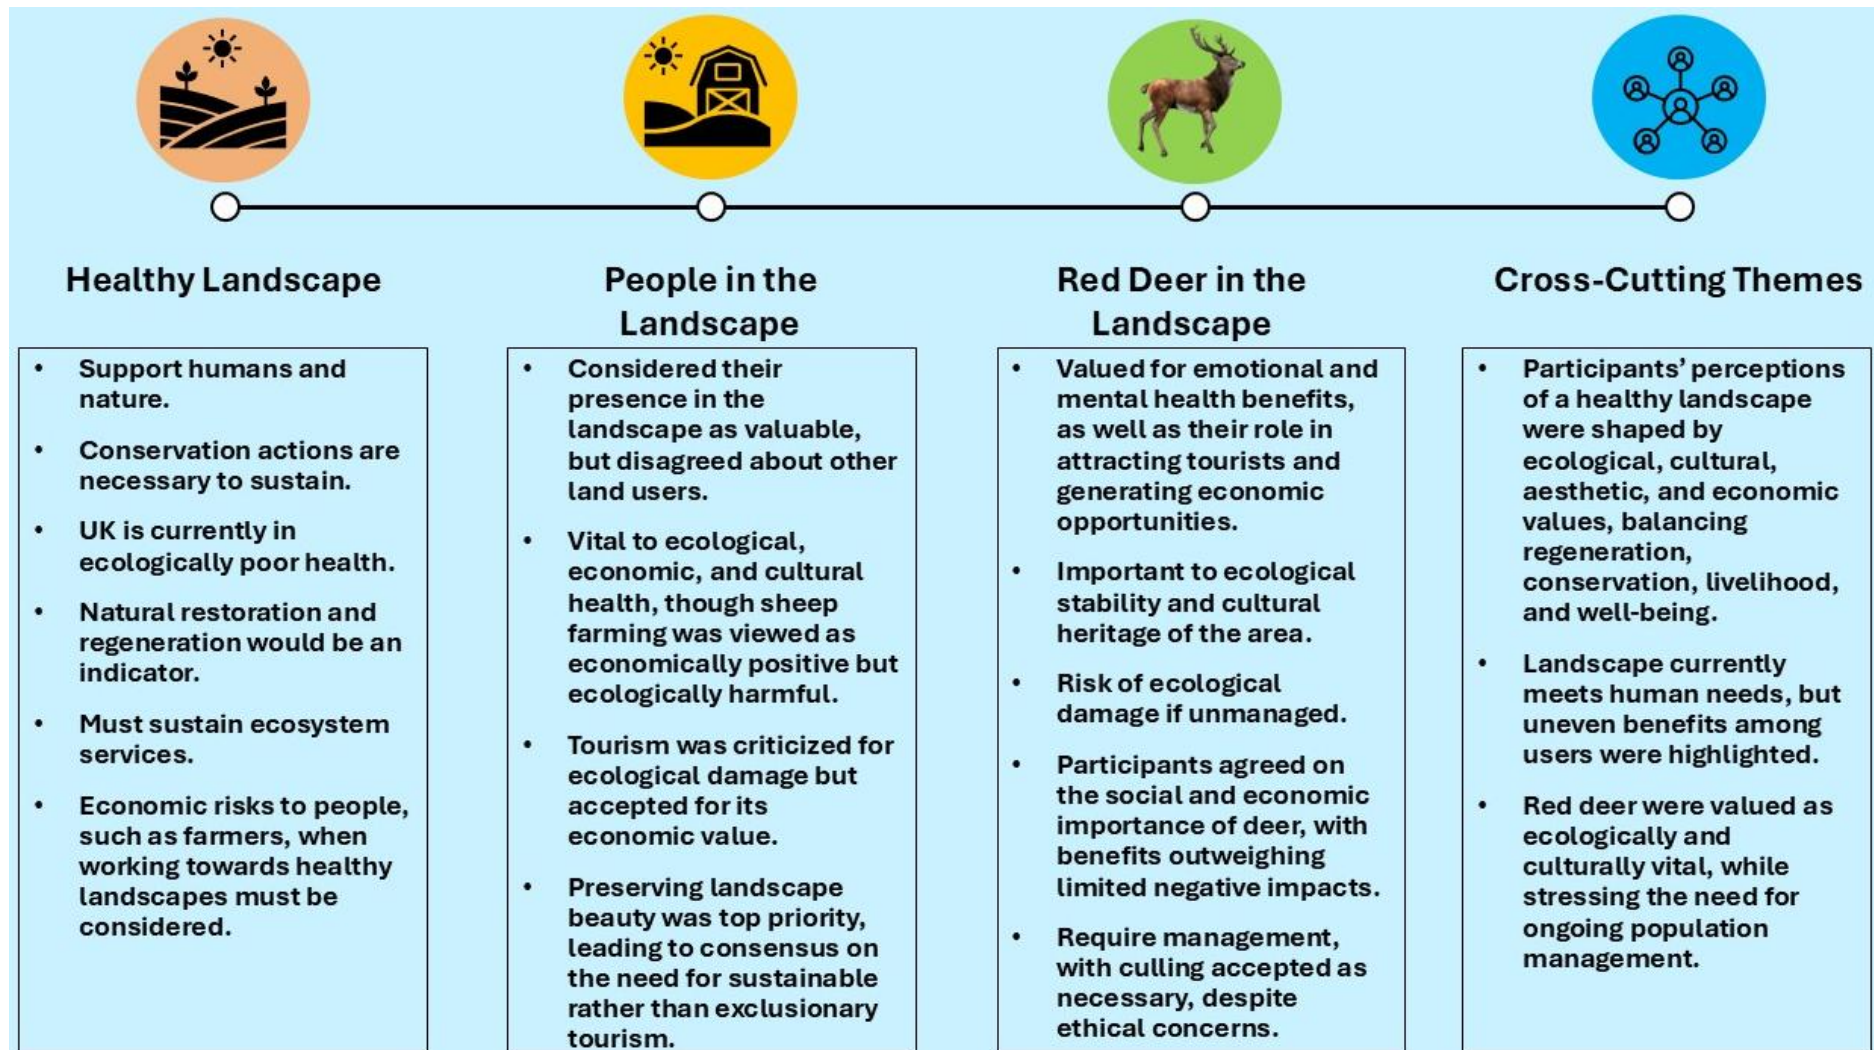 Healthy Landscape
• Support humans and
nature.
• Conservation actions are
necessary to sustain.
• UK is currently in
ecologically poor health.
• Natural restoration and
regeneration would be an
indicator.
• Must sustain ecosystem
services.
• Economic risks to people,
such as farmers, when
working towards healthy
landscapes must be
considered.
People in the
Landscape
• Considered their
presence in the
landscape as valuable,
but disagreed about other
land users.
• Vital to ecological,
economic, and cultural
health, though sheep
farming was viewed as
economically positive but
ecologically harmful.
• Tourism was criticized for
ecological damage but
accepted for its
economic value.
• Preserving landscape
beauty was top priority,
leading to consensus on
the need for sustainable
rather than exclusionary
tourism.
Red Deer in the
Landscape
• Valued for emotional and
mental health benefits,
as well as their role in
attracting tourists and
generating economic
opportunities.
• Important to ecological
stability and cultural
heritage of the area.
• Risk of ecological
damage if unmanaged.
• Participants agreed on
the social and economic
importance of deer, with
benefits outweighing
limited negative impacts.
• Require management,
with culling accepted as
necessary, despite
ethical concerns.
Cross-Cutting Themes
• Participants’ perceptions
of a healthy landscape
were shaped by
ecological, cultural,
aesthetic, and economic
values, balancing
regeneration,
conservation, livelihood,
and well-being.
• Landscape currently
meets human needs, but
uneven benefits among
users were highlighted.
• Red deer were valued as
ecologically and
culturally vital, while
stressing the need for
ongoing population
management.